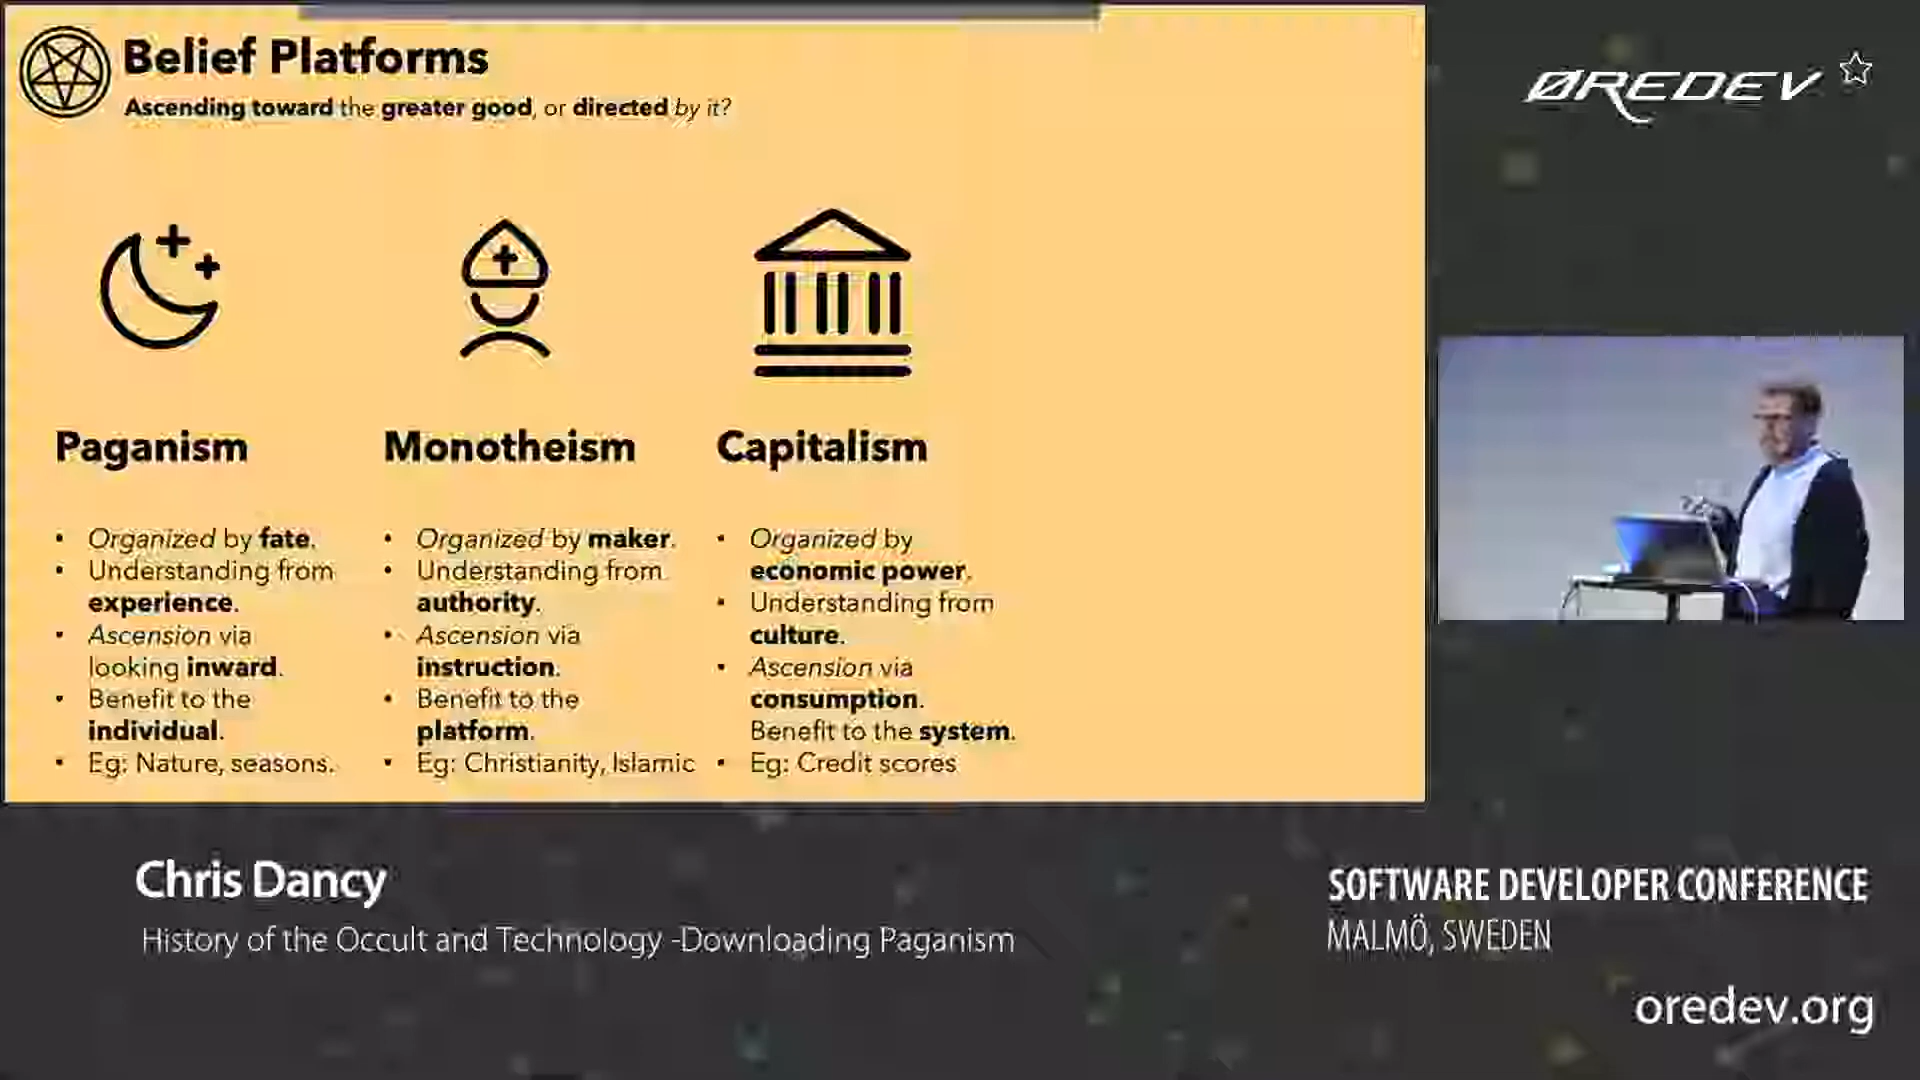 Belief Platforms
Ascending toward the greater good, or directed by it?
Paganism
• Organized by fate.
• Understanding from
experience.
• Ascension via
looking inward.
• Benefit to the
individual.
• Eg: Nature, seasons.
Monotheism
• Organized by maker.
• Understanding from
authority.
• Ascension via
instruction.
• Benefit to the
platform.
• Eg: Christianity, Islamic
Capitalism
• Organized by
economic power.
• Understanding from
culture.
• Ascension via
consumption.
Benefit to the system.
• Eg: Credit scores
ØREDEV
Chris Dancy
History of the Occult and Technology -Downloading Paganism
SOFTWARE DEVELOPER CONFERENCE
MALMÖ, SWEDEN
oredev.org